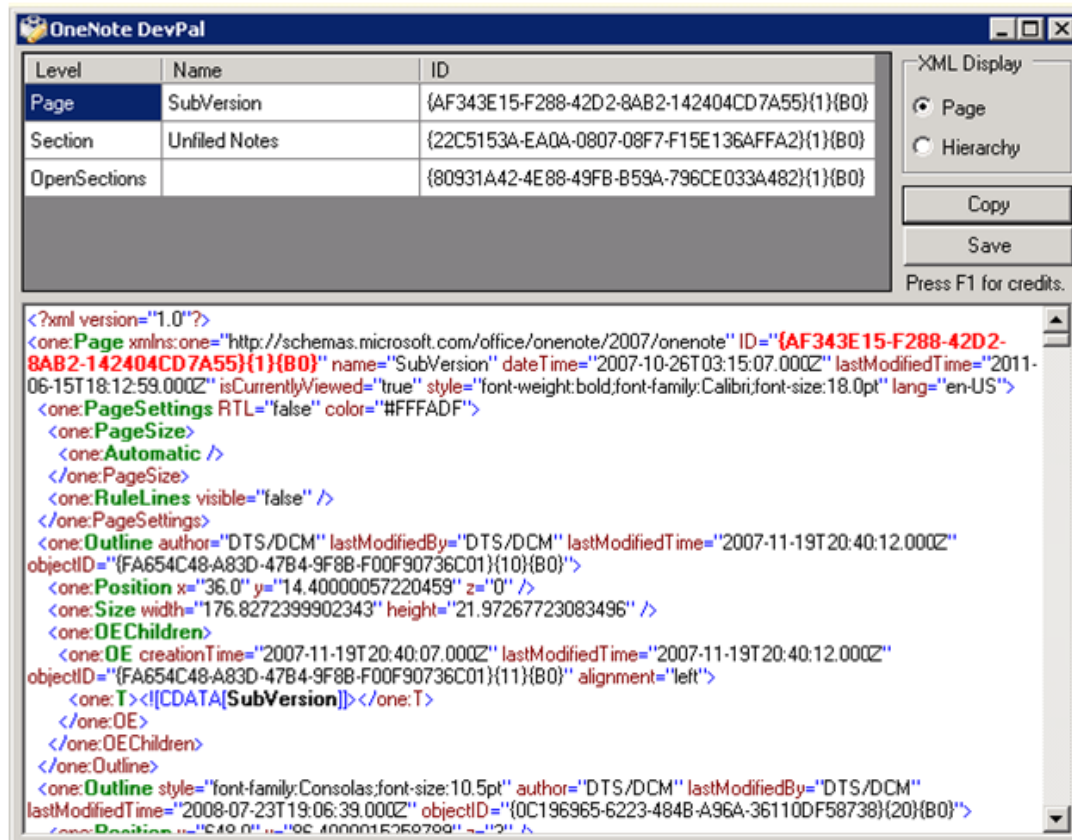 OneNote DevPal
Level Name ID
Page SubVersion {AF343E15-F288-42D2-8AB2-142404CD7A55}{1}{B0}
Section Unfiled Notes {22C5153A-EA0A-0807-08F7-F15E136AFFA2}{1}{B0}
OpenSections {80931A42-4E88-49FB-B59A-796CE033A482}{1}{B0}
XML Display
Page
Hierarchy
Copy
Save
Press F1 for credits.
<?xml version="1.0"?>
<one:Page xmlns:one="http://schemas.microsoft.com/office/onenote/2007/onenote" ID="{AF343E15-F288-42D2-
8AB2-142404CD7A55}{1}{B0}" name="SubVersion" dateTime="2007-10-26T03:15:07.000Z" lastModifiedTime="2011-
06-15T18:12:59.000Z" isCurrentlyViewed="true" style="font-weight:bold;font-family:Calibri;font-size:18.0pt" lang="en-US">
<one:PageSettings RTL="false" color="#FFFADF">
<one:PageSize>
<one:Automatic />
</one:PageSize>
<one:RuleLines visible="false" />
</one:PageSettings>
<one:Outline author="DTS/DCM" lastModifiedBy="DTS/DCM" lastModifiedTime="2007-11-19T20:40:12.000Z"
objectID="{FA654C48-A83D-47B4-9F8B-F00F90736C01}{10}{B0}">
<one:Position x="36.0" y="14.40000057220459" z="0" />
<one:Size width="176.8272399902343" height="21.97267723083496" />
<one:OEChildren>
<one:OE creationTime="2007-11-19T20:40:07.000Z" lastModifiedTime="2007-11-19T20:40:12.000Z"
objectID="{FA654C48-A83D-47B4-9F8B-F00F90736C01}{11}{B0}" alignment="left">
<one:T><![CDATA[SubVersion]]></one:T>
</one:OE>
</one:OEChildren>
</one:Outline>
<one:Outline style="font-family:Consolas;font-size:10.5pt" author="DTS/DCM" lastModifiedBy="DTS/DCM"
lastModifiedTime="2008-07-23T19:06:39.000Z" objectID="{0C196965-6223-484B-A96A-36110DF58738}{20}{B0}">
<one:Position x="648.0" y="86.4000015258789" z="3" />